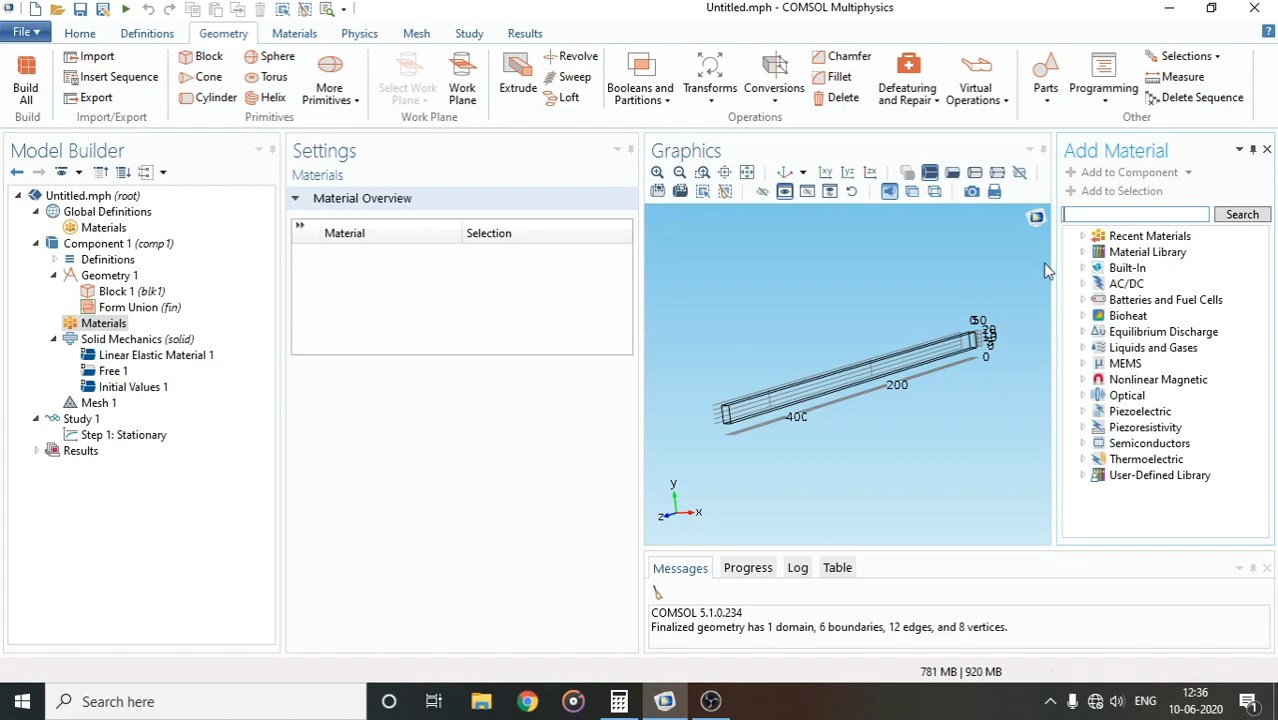 Untitled.mph - COMSOL Multiphysics
File Home Definitions Geometry Materials Physics Mesh Study Results
Build All
Build
Import
Insert Sequence
Export
Import/Export
Block
Cone
Cylinder
Sphere
Torus
Helix
More Primitives
Primitives
Select Work Plane
Work Plane
Work Plane
Extrude
Revolve
Sweep
Loft
Booleans and Partitions
Transforms
Conversions
Chamfer
Fillet
Delete
Defeaturing and Repair
Virtual Operations
Operations
Parts
Programming
Selections
Measure
Delete Sequence
Other
Model Builder
Untitled.mph (root)
Global Definitions
Materials
Component 1 (comp1)
Definitions
Geometry 1
Block 1 (blk1)
Form Union (fin)
Materials
Solid Mechanics (solid)
Linear Elastic Material 1
Free 1
Initial Values 1
Mesh 1
Study 1
Step 1: Stationary
Results
Settings
Materials
Material Overview
Material Selection
Graphics
xy yz zx
0
200
400
y
z x
Messages Progress Log Table
COMSOL 5.1.0.234
Finalized geometry has 1 domain, 6 boundaries, 12 edges, and 8 vertices.
Add Material
Add to Component
Add to Selection
Search
Recent Materials
Material Library
Built-In
AC/DC
Batteries and Fuel Cells
Bioheat
Equilibrium Discharge
Liquids and Gases
MEMS
Nonlinear Magnetic
Optical
Piezoelectric
Piezoresistivity
Semiconductors
Thermoelectric
User-Defined Library
781 MB | 920 MB
Type here to search
ENG
12:36
10-06-2020